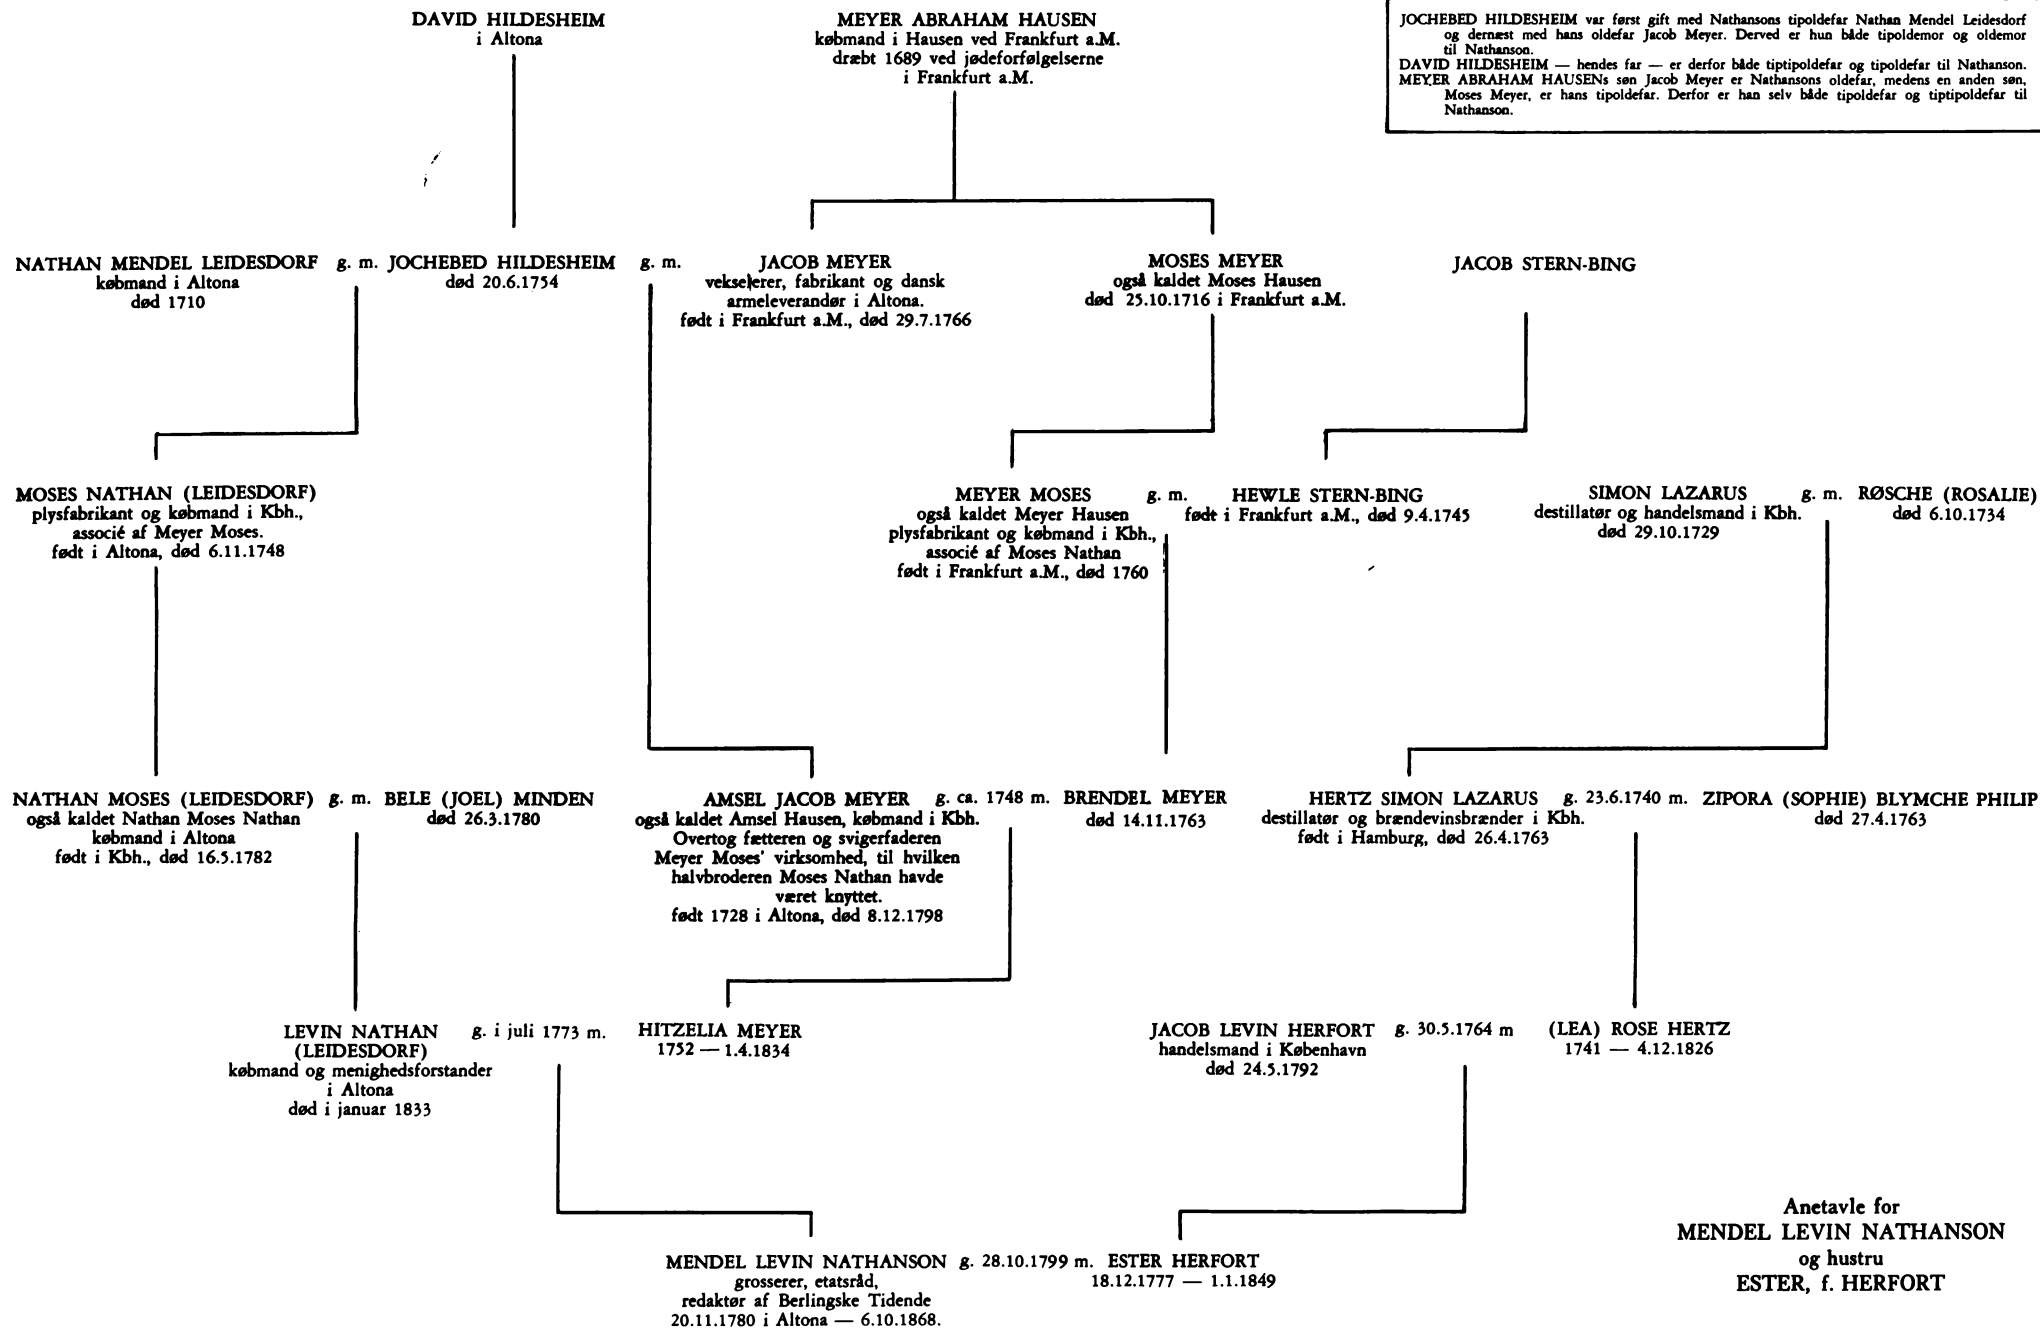 DAVID HILDESHEIM
i Altona
MEYER ABRAHAM HAUSEN
købmand i Hausen ved Frankfurt a.M.
dræbt 1689 ved jødeforfølgelserne
i Frankfurt a.M.
JOCHEBED HILDESHEIM var først gift med Nathansons tipoldefar Nathan Mendel Leidesdorf
og dernæst med hans oldefar Jacob Meyer. Derved er hun både tipoldemor og oldemor
til Nathanson.
DAVID HILDESHEIM — hendes far — er derfor både tiptipoldefar og tipoldefar til Nathanson.
MEYER ABRAHAM HAUSENs søn Jacob Meyer er Nathansons oldefar, medens en anden søn,
Moses Meyer, er hans tipoldefar. Derfor er han selv både tipoldefar og tiptipoldefar til
Nathanson.
NATHAN MENDEL LEIDESDORF
købmand i Altona
død 1710
g. m.
JOCHEBED HILDESHEIM
død 20.6.1754
g. m.
JACOB MEYER
vekselerer, fabrikant og dansk
armeleverandør i Altona.
født i Frankfurt a.M., død 29.7.1766
MOSES MEYER
også kaldet Moses Hausen
død 25.10.1716 i Frankfurt a.M.
JACOB STERN-BING
MOSES NATHAN (LEIDESDORF)
plysfabrikant og købmand i Kbh.,
associé af Meyer Moses.
født i Altona, død 6.11.1748
MEYER MOSES
også kaldet Meyer Hausen
plysfabrikant og købmand i Kbh.,
associé af Moses Nathan
født i Frankfurt a.M., død 1760
g. m.
HEWLE STERN-BING
født i Frankfurt a.M., død 9.4.1745
SIMON LAZARUS
destillatør og handelsmand i Kbh.
død 29.10.1729
g. m.
RØSCHE (ROSALIE)
død 6.10.1734
NATHAN MOSES (LEIDESDORF)
også kaldet Nathan Moses Nathan
købmand i Altona
født i Kbh., død 16.5.1782
g. m.
BELE (JOEL) MINDEN
død 26.3.1780
AMSEL JACOB MEYER
også kaldet Amsel Hausen, købmand i Kbh.
Overtog fætteren og svigerfaderen
Meyer Moses' virksomhed, til hvilken
halvbroderen Moses Nathan havde
været knyttet.
født 1728 i Altona, død 8.12.1798
g. ca. 1748 m.
BRENDEL MEYER
død 14.11.1763
HERTZ SIMON LAZARUS
destillatør og brændevinsbrænder i Kbh.
født i Hamburg, død 26.4.1763
g. 23.6.1740 m.
ZIPORA (SOPHIE) BLYMCHE PHILIP
død 27.4.1763
LEVIN NATHAN
(LEIDESDORF)
købmand og menighedsforstander
i Altona
død i januar 1833
g. i juli 1773 m.
HITZELIA MEYER
1752 — 1.4.1834
JACOB LEVIN HERFORT
handelsmand i København
død 24.5.1792
g. 30.5.1764 m
(LEA) ROSE HERTZ
1741 — 4.12.1826
MENDEL LEVIN NATHANSON
grosserer, etatsråd,
redaktør af Berlingske Tidende
20.11.1780 i Altona — 6.10.1868.
g. 28.10.1799 m.
ESTER HERFORT
18.12.1777 — 1.1.1849
Anetavle for
MENDEL LEVIN NATHANSON
og hustru
ESTER, f. HERFORT